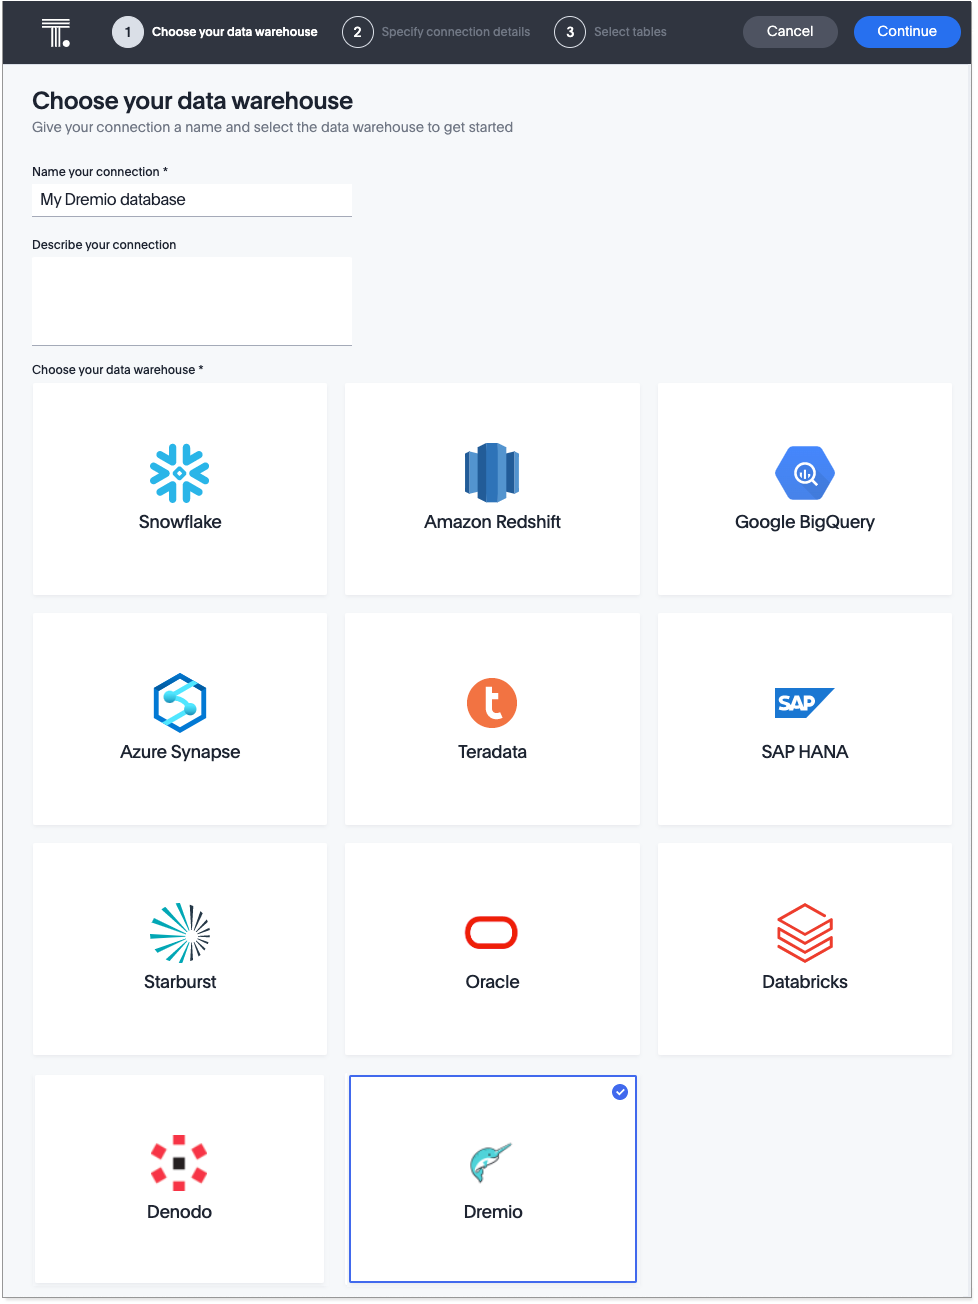 T. 1 Choose your data warehouse 2 Specify connection details 3 Select tables Cancel Continue
Choose your data warehouse
Give your connection a name and select the data warehouse to get started
Name your connection *
My Dremio database
Describe your connection
Choose your data warehouse *
Snowflake Amazon Redshift Google BigQuery
t SAP
Azure Synapse Teradata SAP HANA
Starburst Oracle Databricks
Denodo Dremio